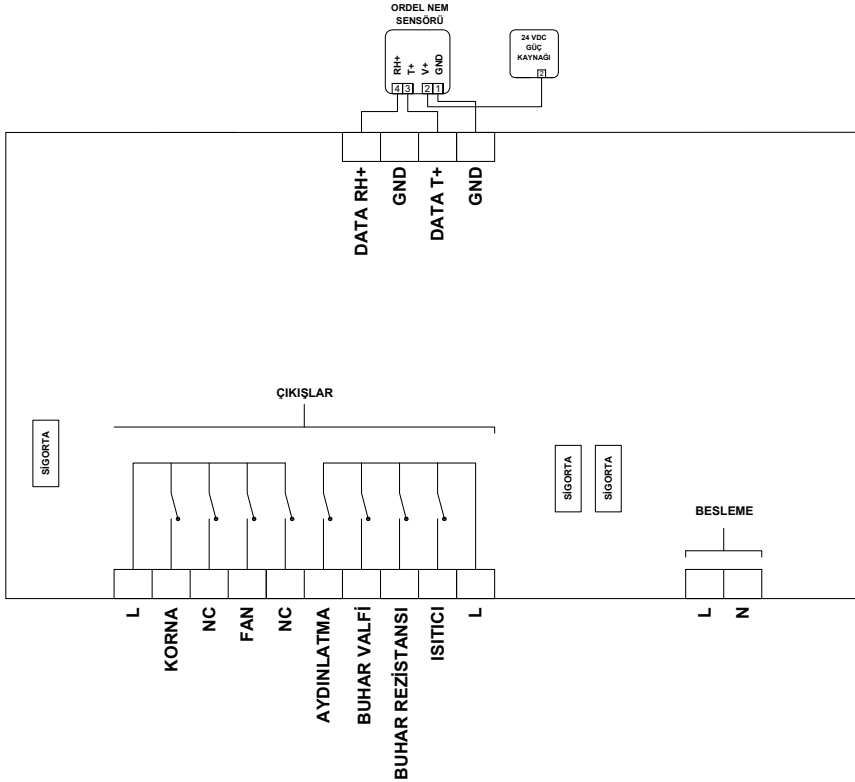 ORDEL NEM
SENSÖRÜ
RH+
T+
V+
GND
4 3 2 1
24 VDC
GÜÇ
KAYNAĞI
2
DATA RH+
GND
DATA T+
GND
ÇIKIŞLAR
SİGORTA
SİGORTA
SİGORTA
BESLEME
L
KORNA
NC
FAN
NC
AYDINLATMA
BUHAR VALFİ
BUHAR REZİSTANSI
ISITICI
L
L
N